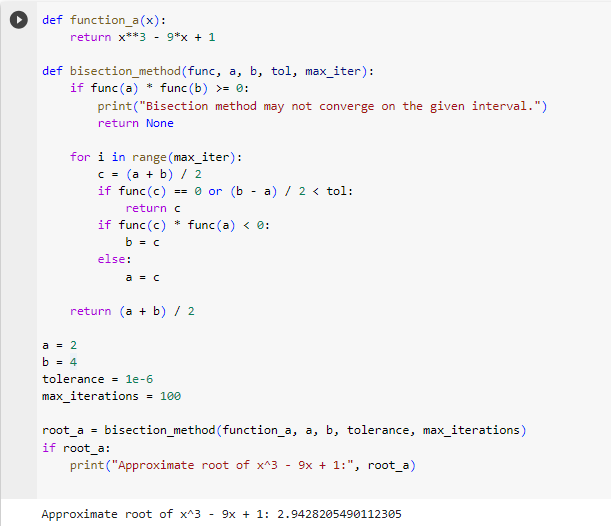 def function_a(x):
    return x**3 - 9*x + 1

def bisection_method(func, a, b, tol, max_iter):
    if func(a) * func(b) >= 0:
        print("Bisection method may not converge on the given interval.")
        return None

    for i in range(max_iter):
        c = (a + b) / 2
        if func(c) == 0 or (b - a) / 2 < tol:
            return c
        if func(c) * func(a) < 0:
            b = c
        else:
            a = c

    return (a + b) / 2

a = 2
b = 4
tolerance = 1e-6
max_iterations = 100

root_a = bisection_method(function_a, a, b, tolerance, max_iterations)
if root_a:
    print("Approximate root of x^3 - 9x + 1:", root_a)

Approximate root of x^3 - 9x + 1: 2.9428205490112305